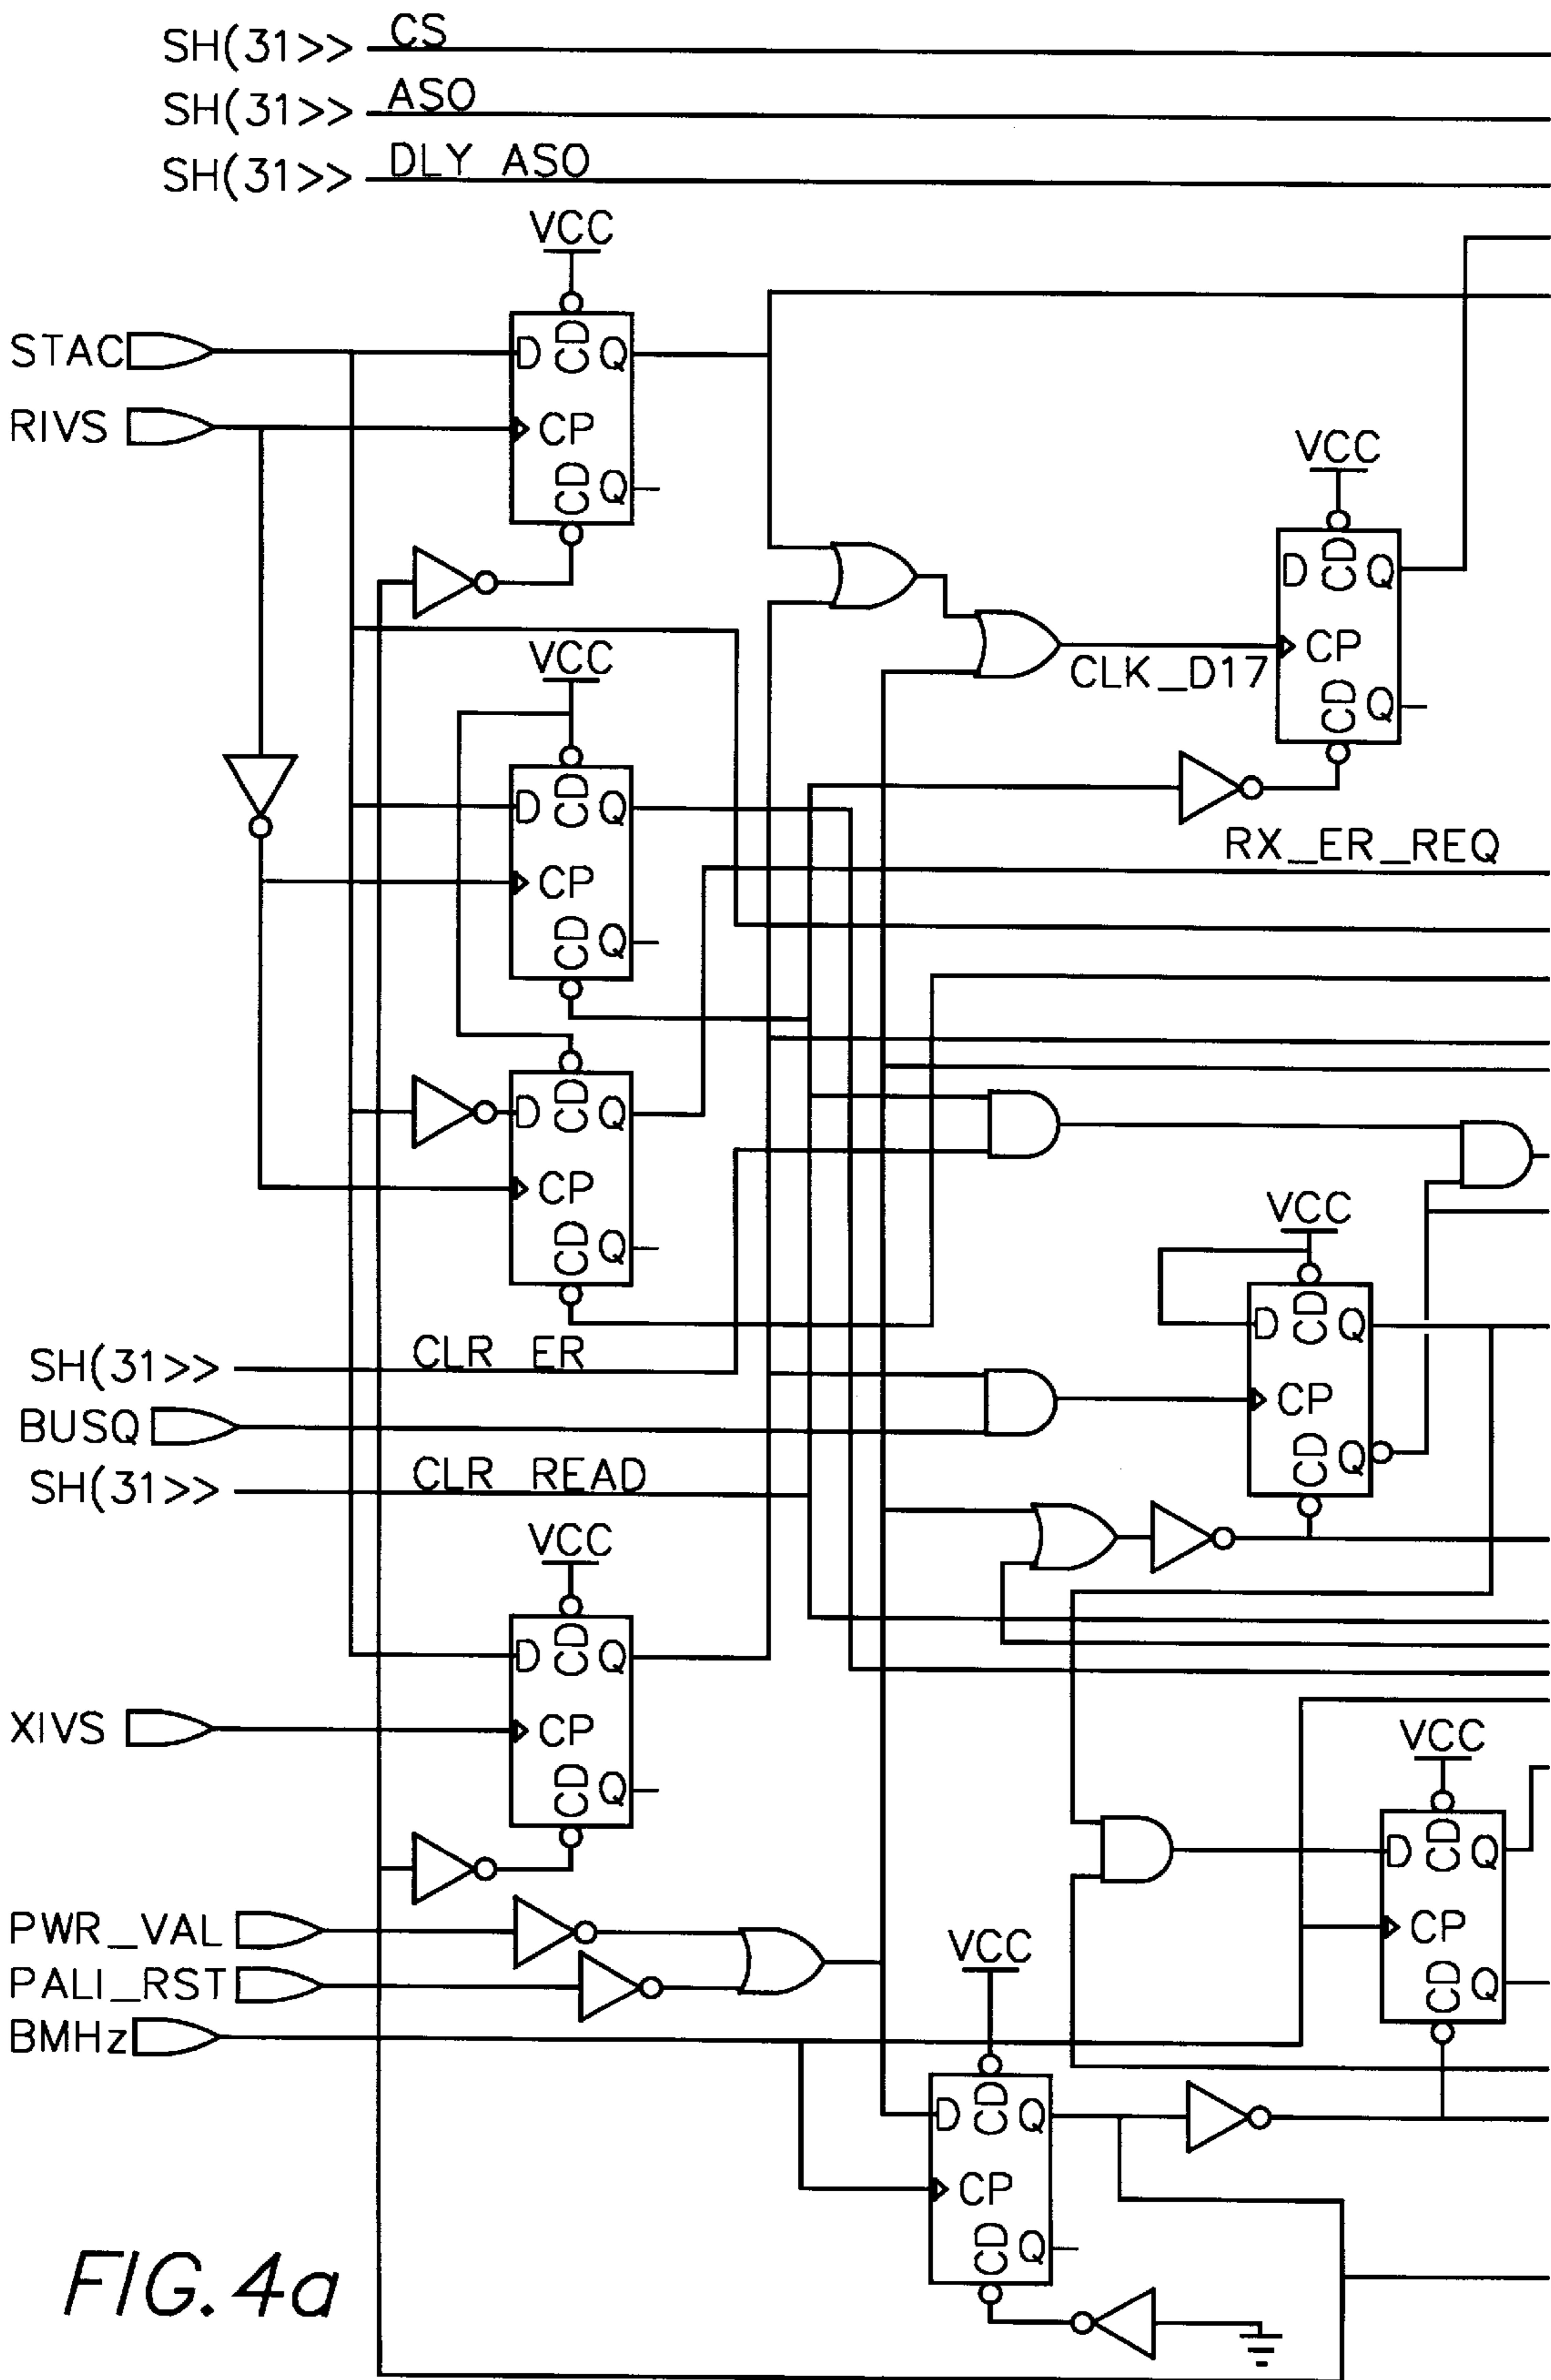 SH(31>> CS
SH(31>> ASO
SH(31>> DLY ASO
VCC
STAC
D CD Q
RIVS
CP
CD Q
VCC
D CD Q
CP
CLK_D17
CD Q
VCC
D CD Q
RX_ER_REQ
CP
CD Q
D CD Q
CP
CD Q
VCC
D CD Q
SH(31>> CLR ER
CP
BUSQ
CD Q
SH(31>> CLR READ
VCC
D CD Q
XIVS
CP
CD Q
VCC
D CD Q
PWR_VAL
CP
VCC
PALI_RST
CD Q
BMHz
D CD Q
CP
CD Q
FIG. 4a